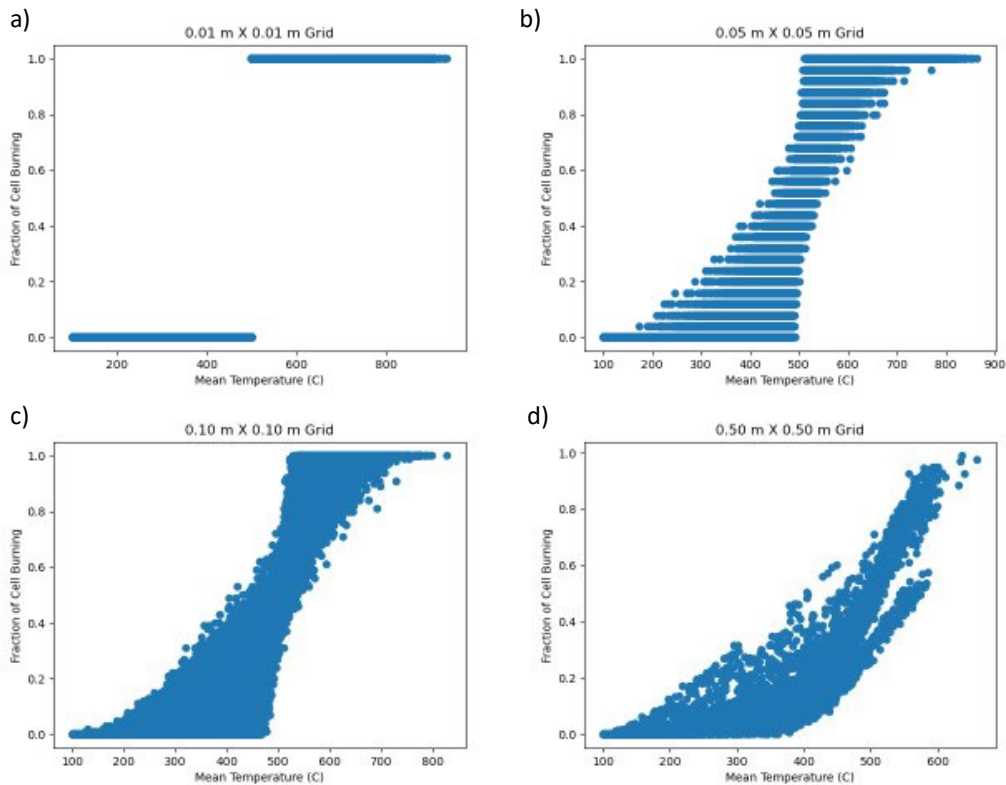 a)
0.01 m X 0.01 m Grid
1.0
0.8
0.6
0.4
0.2
0.0
Fraction of Cell Burning
200 400 600 800
Mean Temperature (C)
b)
0.05 m X 0.05 m Grid
1.0
0.8
0.6
0.4
0.2
0.0
Fraction of Cell Burning
100 200 300 400 500 600 700 800 900
Mean Temperature (C)
c)
0.10 m X 0.10 m Grid
1.0
0.8
0.6
0.4
0.2
0.0
Fraction of Cell Burning
100 200 300 400 500 600 700 800
Mean Temperature (C)
d)
0.50 m X 0.50 m Grid
1.0
0.8
0.6
0.4
0.2
0.0
Fraction of Cell Burning
100 200 300 400 500 600
Mean Temperature (C)